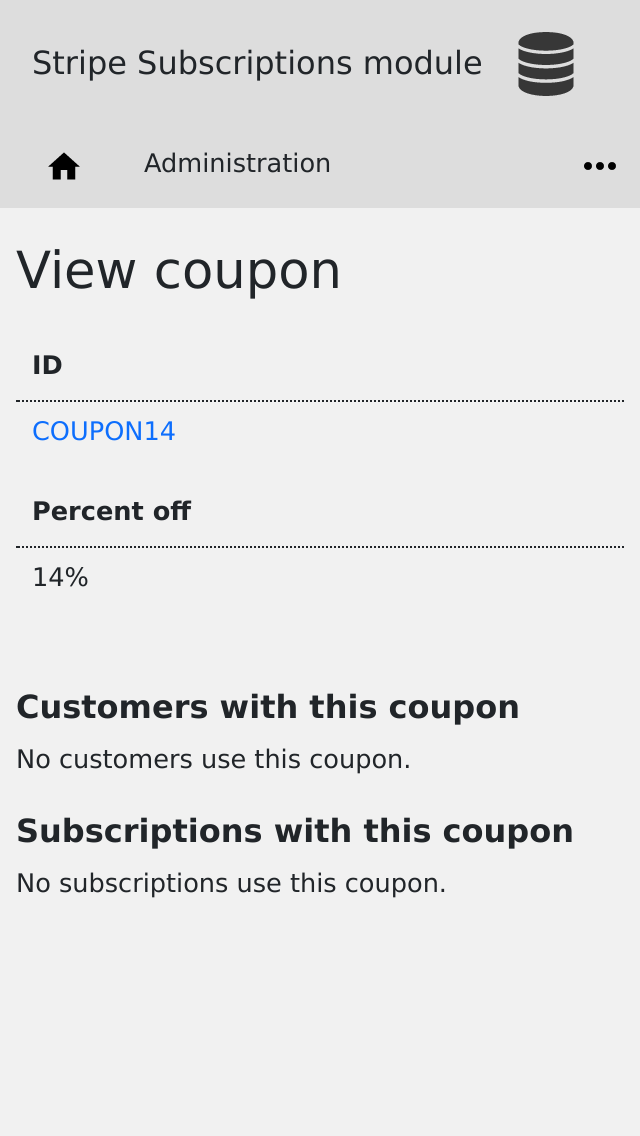 Stripe Subscriptions module
Administration
View coupon
ID
COUPON14
Percent off
14%
Customers with this coupon
No customers use this coupon.
Subscriptions with this coupon
No subscriptions use this coupon.